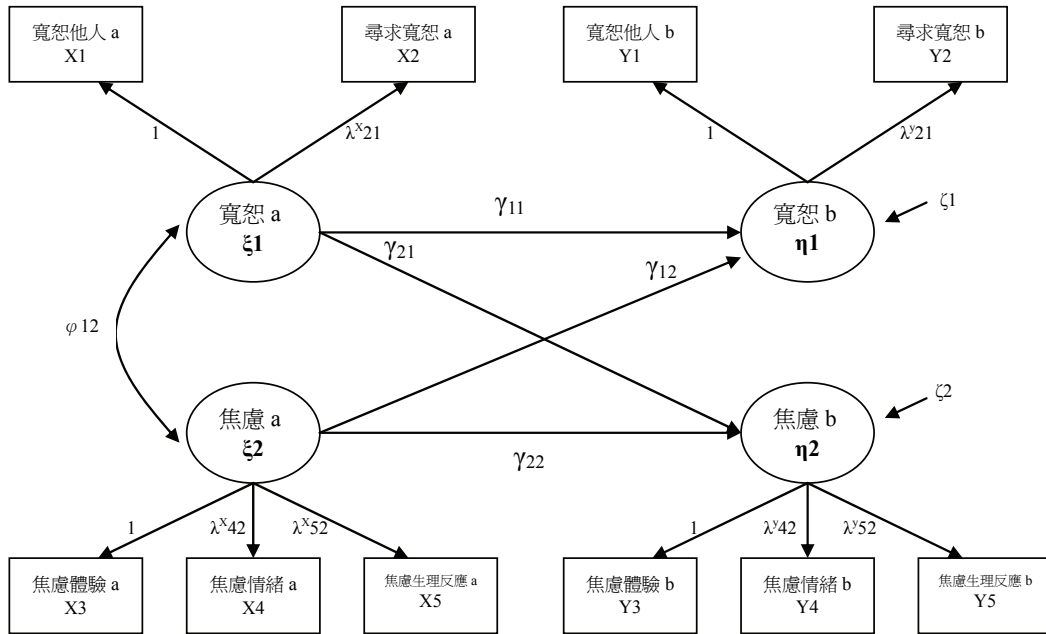 寬恕他人 a
X1
尋求寬恕 a
X2
寬恕他人 b
Y1
尋求寬恕 b
Y2
1
λˣ21
1
λʸ21
寬恕 a
ξ1
γ11
寬恕 b
η1
ζ1
γ21
γ12
φ 12
焦慮 a
ξ2
焦慮 b
η2
ζ2
γ22
1
λˣ42
λˣ52
1
λʸ42
λʸ52
焦慮體驗 a
X3
焦慮情緒 a
X4
焦慮生理反應 a
X5
焦慮體驗 b
Y3
焦慮情緒 b
Y4
焦慮生理反應 b
Y5